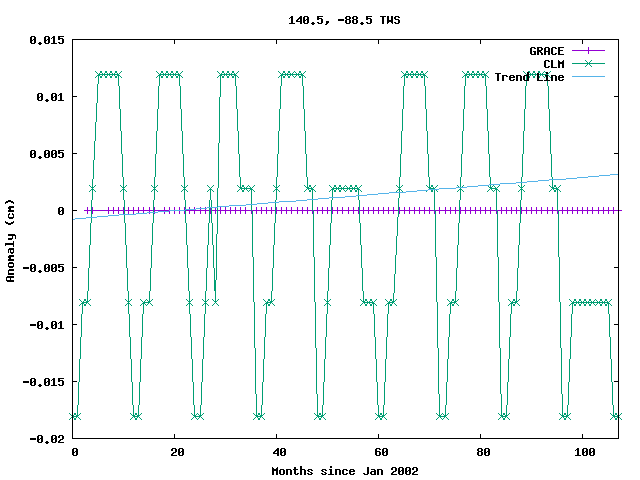 140.5, -88.5 TWS
GRACE
CLM
Trend Line
0.015
0.01
0.005
0
-0.005
-0.01
-0.015
-0.02
Anomaly (cm)
0 20 40 60 80 100
Months since Jan 2002